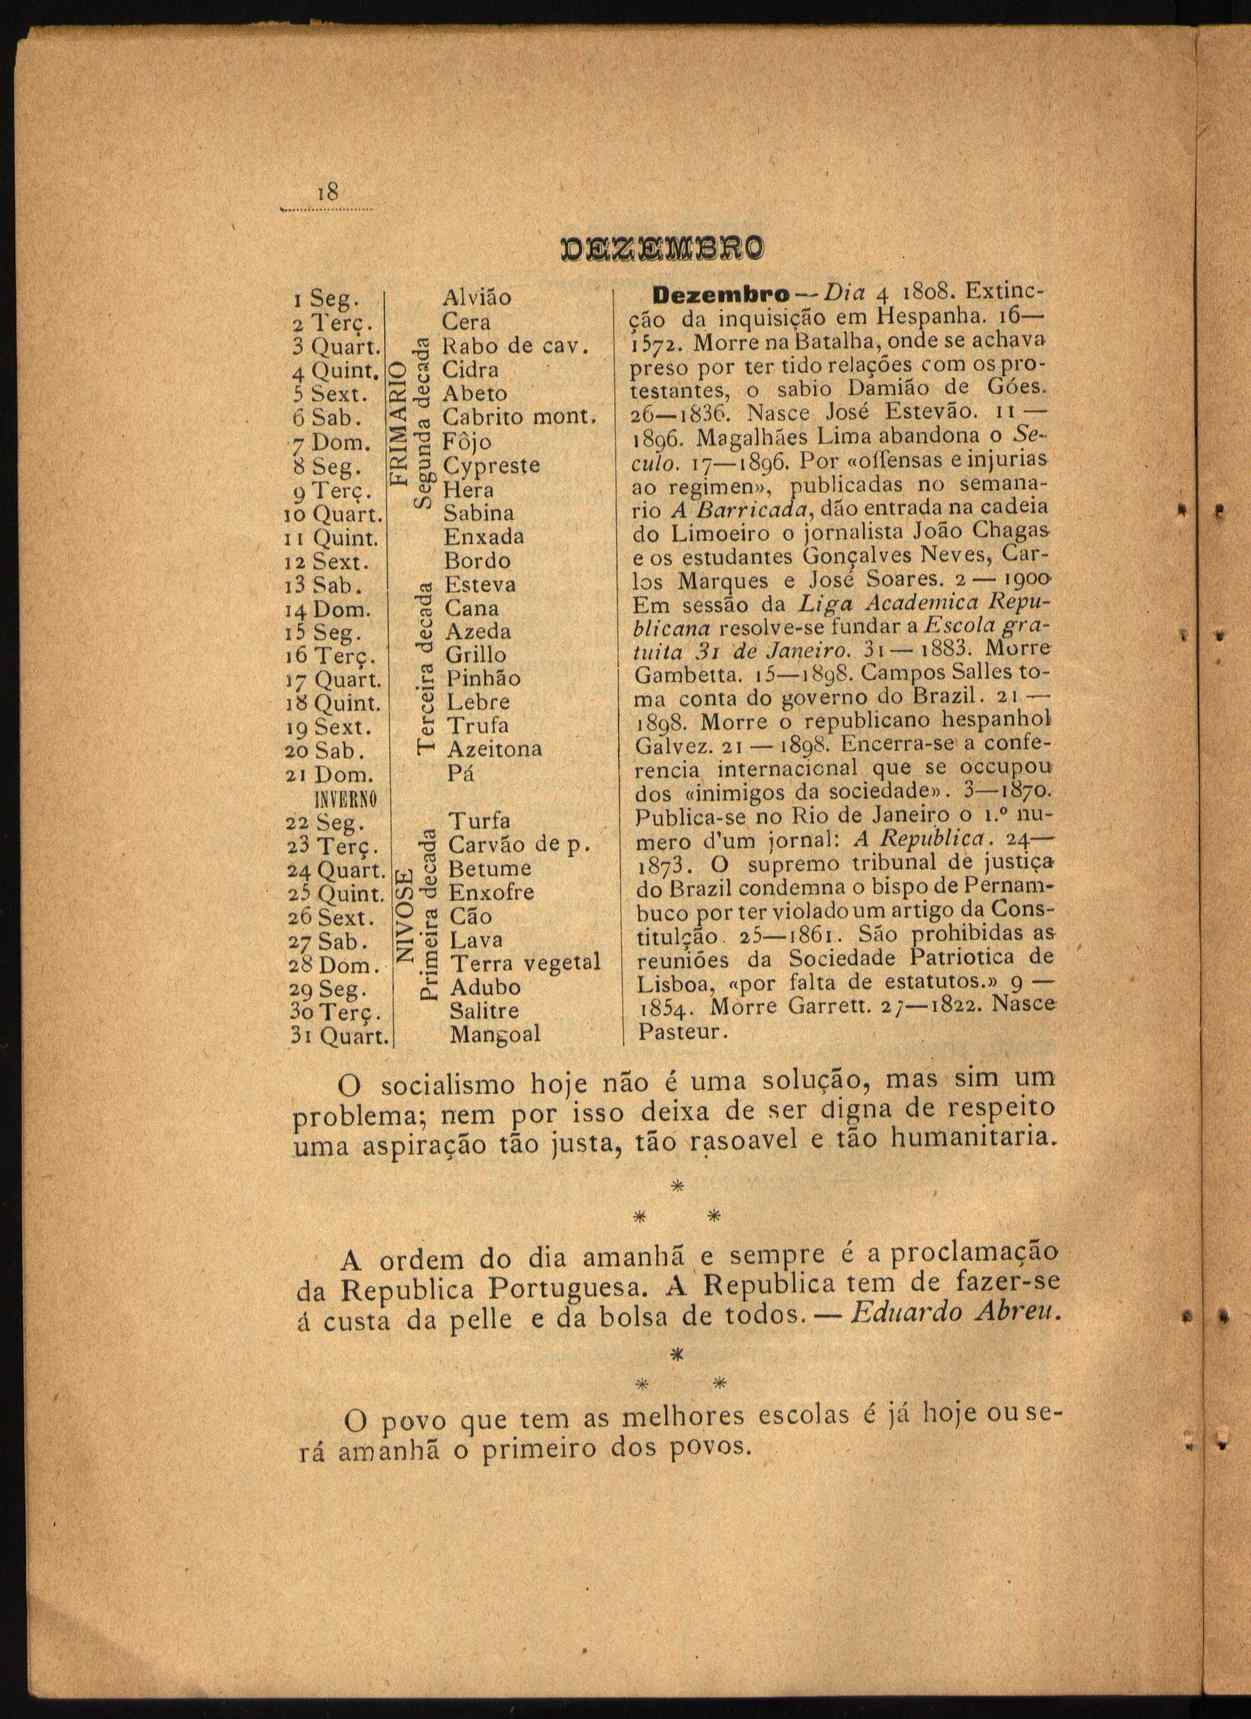 18
DEZEMBRO
1 Seg.
2 Terç.
3 Quart.
4 Quint.
5 Sext.
6 Sab.
7 Dom.
8 Seg.
9 Terç.
10 Quart.
11 Quint.
12 Sext.
13 Sab.
14 Dom.
15 Seg.
16 Terç.
17 Quart.
18 Quint.
19 Sext.
20 Sab.
21 Dom.
INVERNO
22 Seg.
23 Terç.
24 Quart.
25 Quint.
26 Sext.
27 Sab.
28 Dom.
29 Seg.
30 Terç.
31 Quart.
FRIMARIO
Segunda decada
Terceira decada
NIVOSE
Primeira decada
Alvião
Cera
Rabo de cav.
Cidra
Abeto
Cabrito mont.
Fôjo
Cypreste
Hera
Sabina
Enxada
Bordo
Esteva
Cana
Azeda
Grillo
Pinhão
Lebre
Trufa
Azeitona
Pá
Turfa
Carvão de p.
Betume
Enxofre
Cão
Lava
Terra vegetal
Adubo
Salitre
Mangoal
Dezembro — Dia 4 1808. Extinc-
ção da inquisição em Hespanha. 16—
1572. Morre na Batalha, onde se achava
preso por ter tido relações com os pro-
testantes, o sabio Damião de Góes.
26—1836. Nasce José Estevão. 11 —
1896. Magalhães Lima abandona o Se-
culo. 17—1896. Por «offensas e injurias
ao regimen», publicadas no semana-
rio A Barricada, dão entrada na cadeia
do Limoeiro o jornalista João Chagas
e os estudantes Gonçalves Neves, Car-
los Marques e José Soares. 2 — 1900
Em sessão da Liga Academica Repu-
blicana resolve-se fundar a Escola gra-
tuita 31 de Janeiro. 31 — 1883. Morre
Gambetta. 15—1898. Campos Salles to-
ma conta do governo do Brazil. 21 —
1898. Morre o republicano hespanhol
Galvez. 21 — 1898. Encerra-se a confe-
rencia internacional que se occupou
dos «inimigos da sociedade». 3—1870.
Publica-se no Rio de Janeiro o 1.º nu-
mero d'um jornal: A Republica. 24—
1873. O supremo tribunal de justiça
do Brazil condemna o bispo de Pernam-
buco por ter violado um artigo da Cons-
titulção. 25—1861. São prohibidas as
reuniões da Sociedade Patriotica de
Lisboa, «por falta de estatutos.» 9 —
1854. Morre Garrett. 27—1822. Nasce
Pasteur.
O socialismo hoje não é uma solução, mas sim um
problema; nem por isso deixa de ser digna de respeito
uma aspiração tão justa, tão rasoavel e tão humanitaria.
*
* *
A ordem do dia amanhã e sempre é a proclamação
da Republica Portuguesa. A Republica tem de fazer-se
á custa da pelle e da bolsa de todos. — Eduardo Abreu.
*
* *
O povo que tem as melhores escolas é já hoje ou se-
rá amanhã o primeiro dos povos.